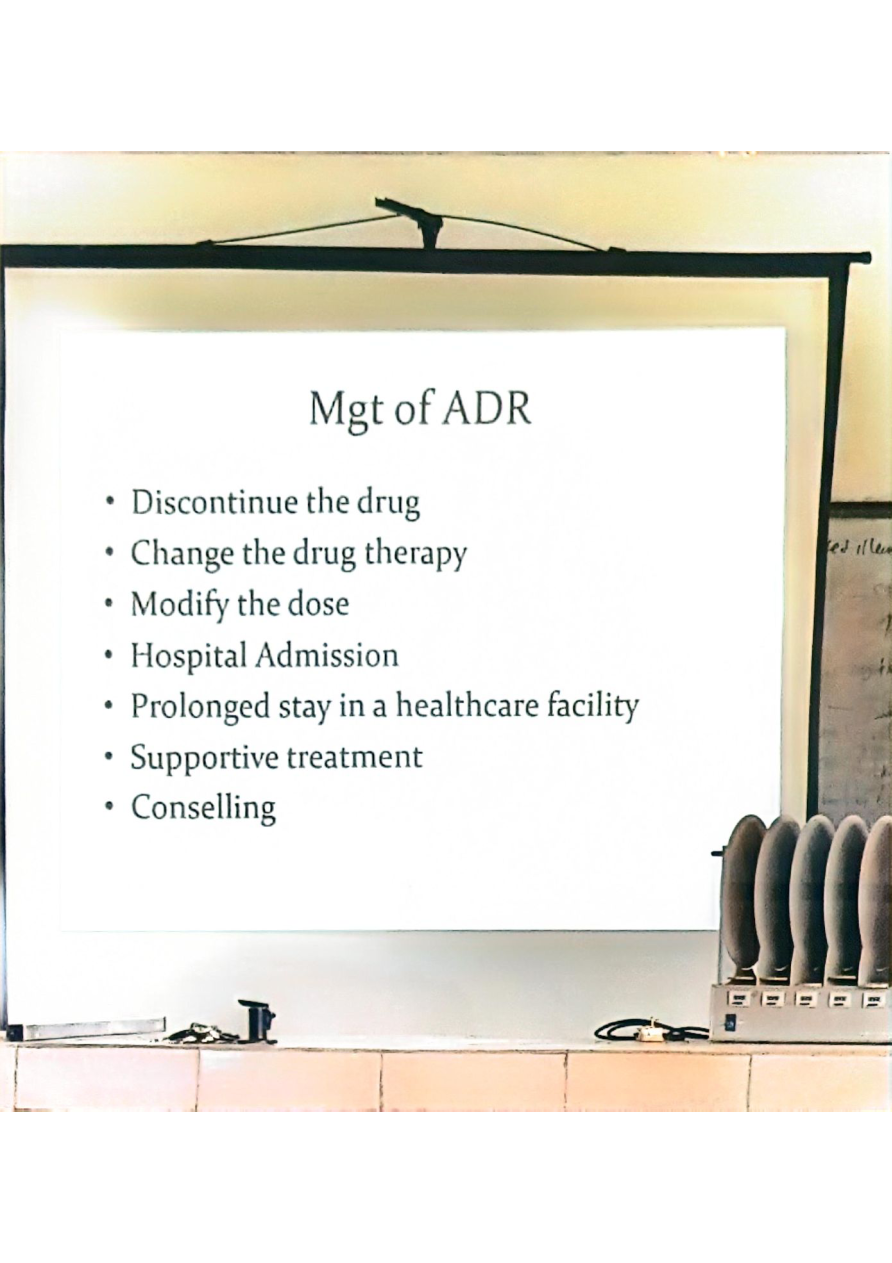 Mgt of ADR
• Discontinue the drug
• Change the drug therapy
• Modify the dose
• Hospital Admission
• Prolonged stay in a healthcare facility
• Supportive treatment
• Conselling